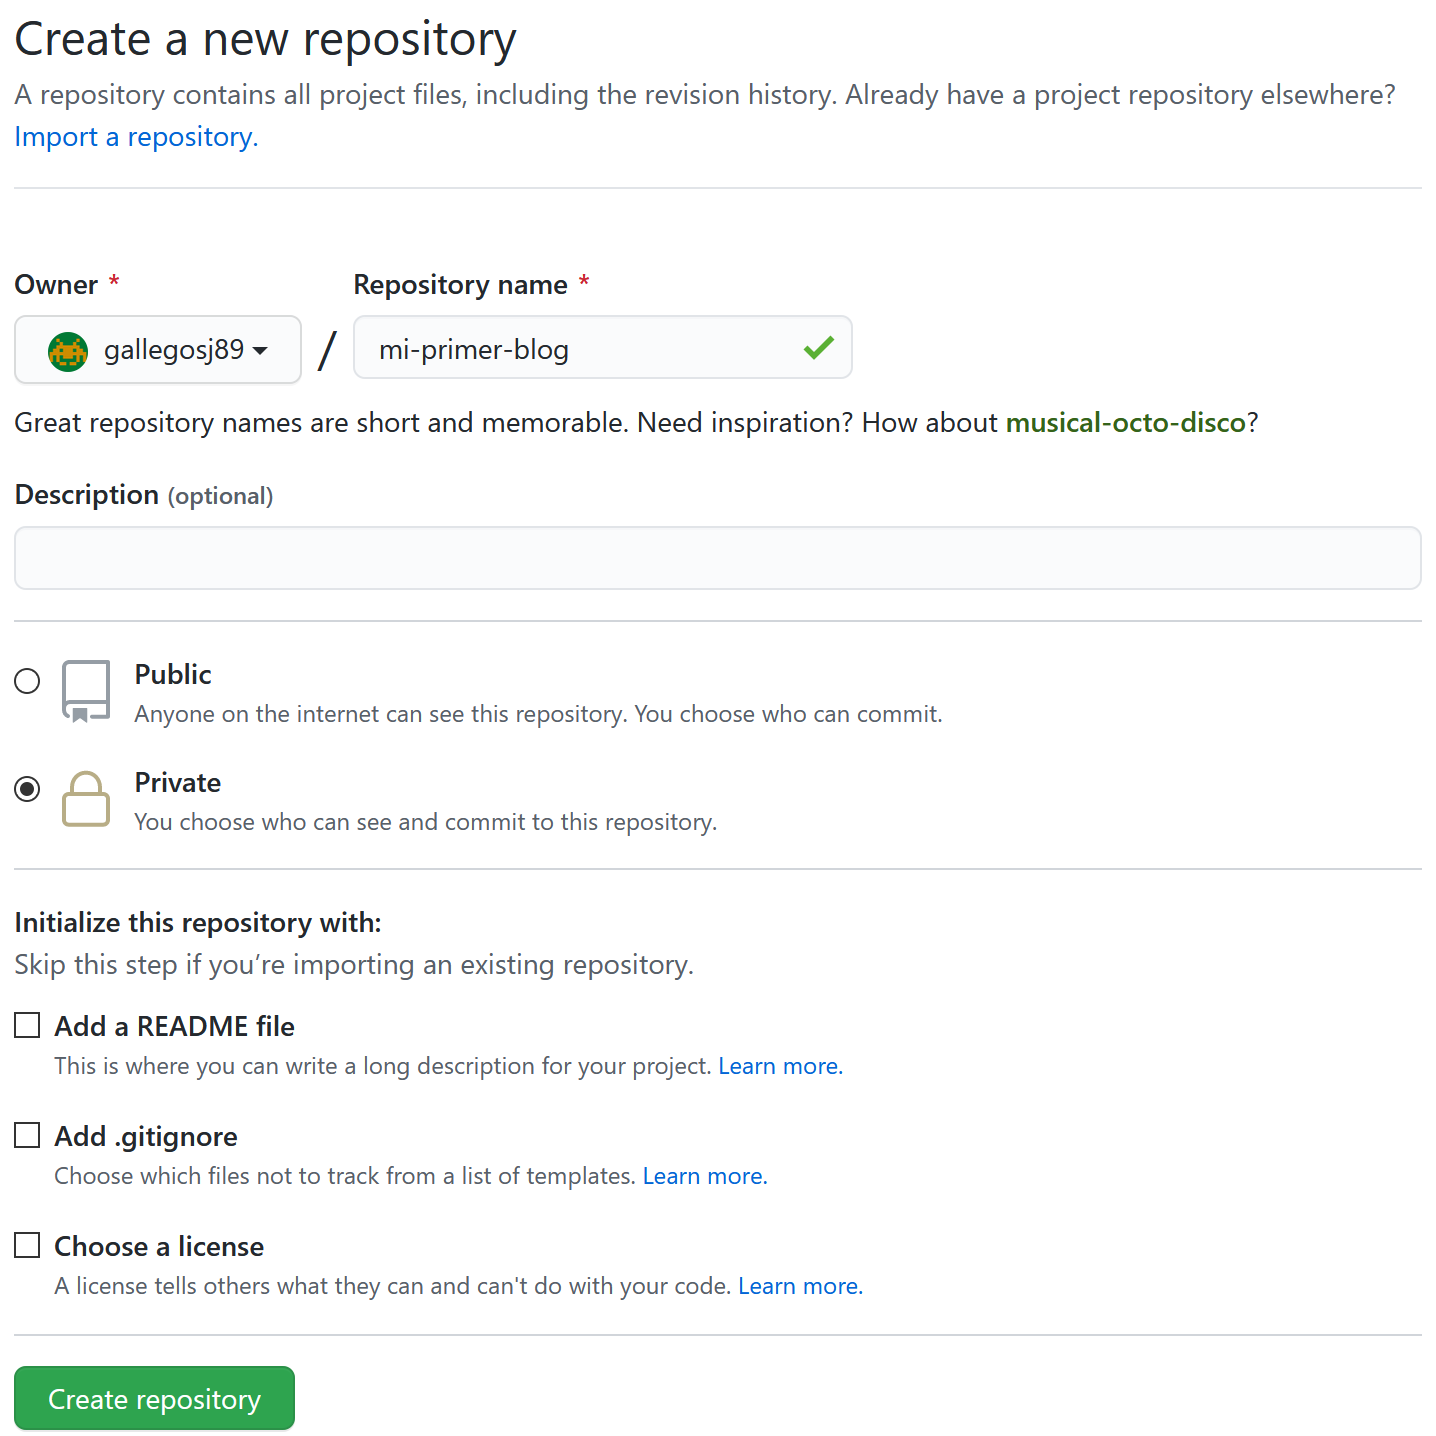 Create a new repository
A repository contains all project files, including the revision history. Already have a project repository elsewhere?
Import a repository.
Owner * Repository name *
gallegosj89 / mi-primer-blog
Great repository names are short and memorable. Need inspiration? How about musical-octo-disco?
Description (optional)
Public
Anyone on the internet can see this repository. You choose who can commit.
Private
You choose who can see and commit to this repository.
Initialize this repository with:
Skip this step if you’re importing an existing repository.
Add a README file
This is where you can write a long description for your project. Learn more.
Add .gitignore
Choose which files not to track from a list of templates. Learn more.
Choose a license
A license tells others what they can and can't do with your code. Learn more.
Create repository